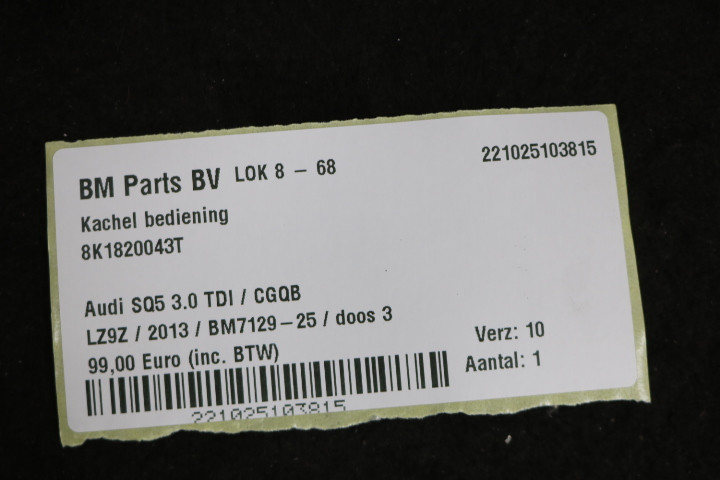 BM Parts BV LOK 8 - 68 221025103815
Kachel bediening
8K1820043T
Audi SQ5 3.0 TDI / CGQB
LZ9Z / 2013 / BM7129-25 / doos 3
Verz: 10
99,00 Euro (inc. BTW)
Aantal: 1
221025103815